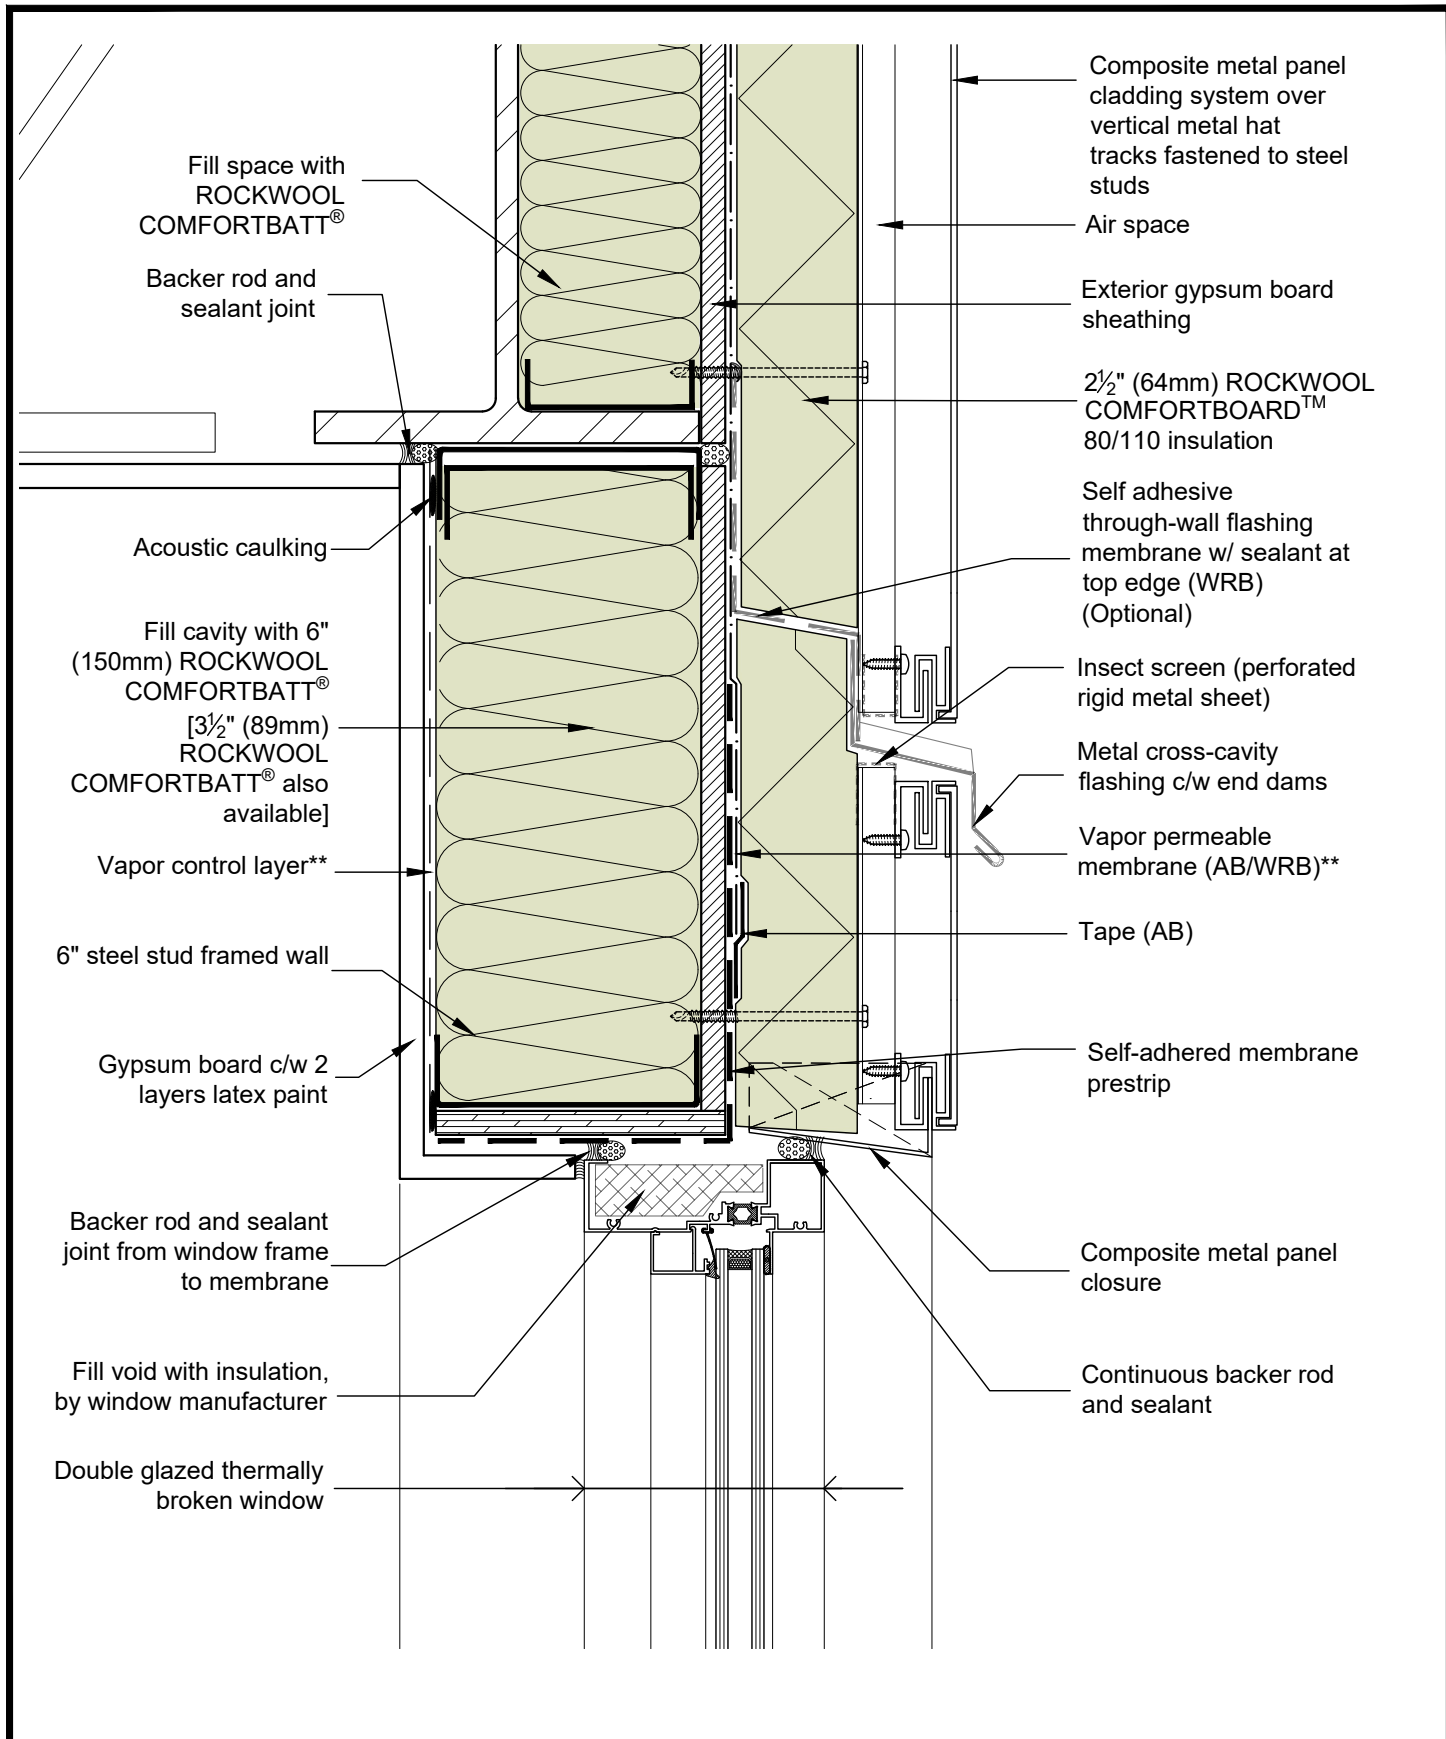 Fill space with
ROCKWOOL
COMFORTBATT®
Backer rod and
sealant joint
Acoustic caulking
Fill cavity with 6"
(150mm) ROCKWOOL
COMFORTBATT®
[3½" (89mm)
ROCKWOOL
COMFORTBATT® also
available]
Vapor control layer**
6" steel stud framed wall
Gypsum board c/w 2
layers latex paint
Backer rod and sealant
joint from window frame
to membrane
Fill void with insulation,
by window manufacturer
Double glazed thermally
broken window
Composite metal panel
cladding system over
vertical metal hat
tracks fastened to steel
studs
Air space
Exterior gypsum board
sheathing
2½" (64mm) ROCKWOOL
COMFORTBOARD™
80/110 insulation
Self adhesive
through-wall flashing
membrane w/ sealant at
top edge (WRB)
(Optional)
Insect screen (perforated
rigid metal sheet)
Metal cross-cavity
flashing c/w end dams
Vapor permeable
membrane (AB/WRB)**
Tape (AB)
Self-adhered membrane
prestrip
Composite metal panel
closure
Continuous backer rod
and sealant